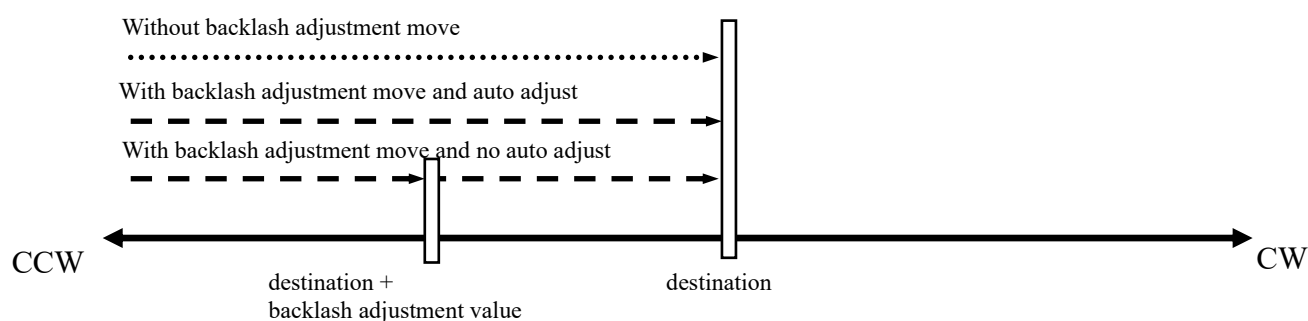 Without backlash adjustment move
With backlash adjustment move and auto adjust
With backlash adjustment move and no auto adjust
CCW
CW
destination +
backlash adjustment value
destination